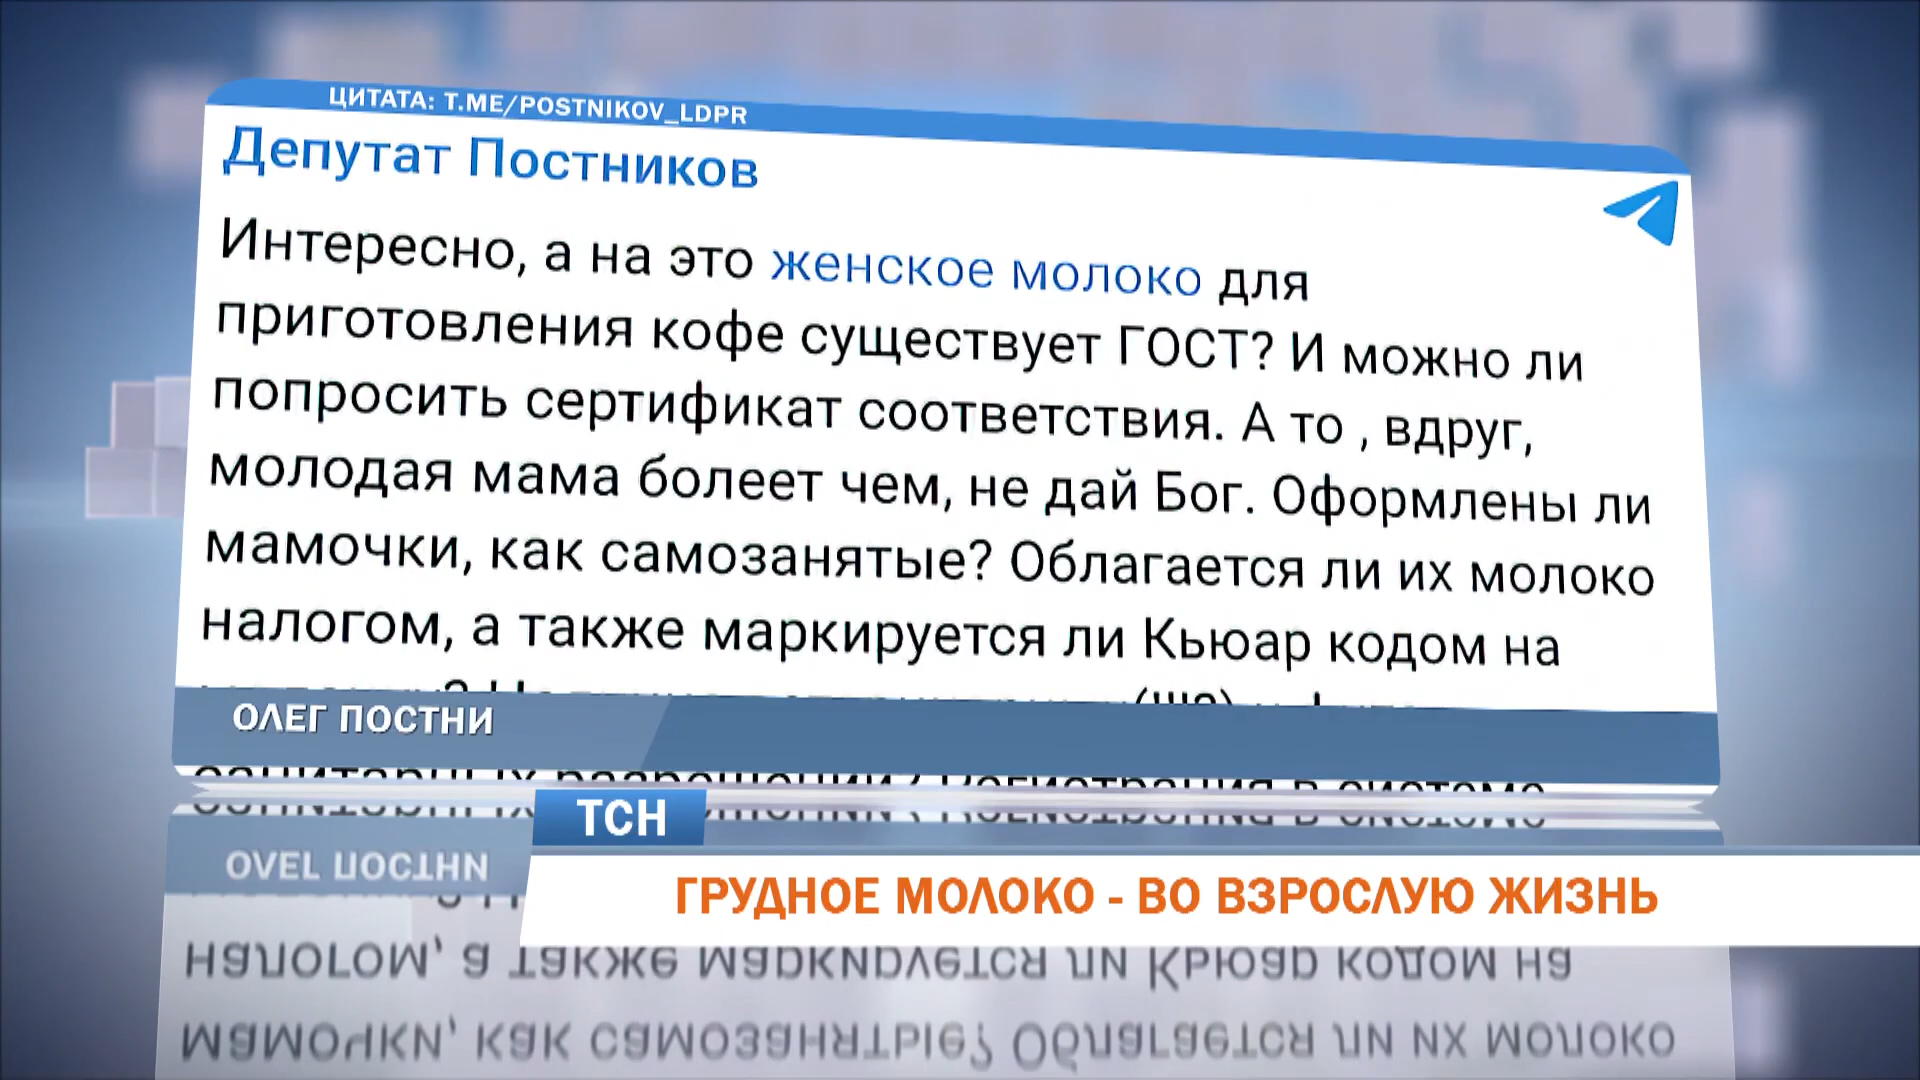 ЦИТАТА: T.ME/POSTNIKOV_LDPR
Депутат Постников
Интересно, а на это женское молоко для
приготовления кофе существует ГОСТ? И можно ли
попросить сертификат соответствия. А то , вдруг,
молодая мама болеет чем, не дай Бог. Оформлены ли
мамочки, как самозанятые? Облагается ли их молоко
налогом, а также маркируется ли Кьюар кодом на
ОЛЕГ ПОСТНИ
ТСН
ГРУДНОЕ МОЛОКО - ВО ВЗРОСЛУЮ ЖИЗНЬ